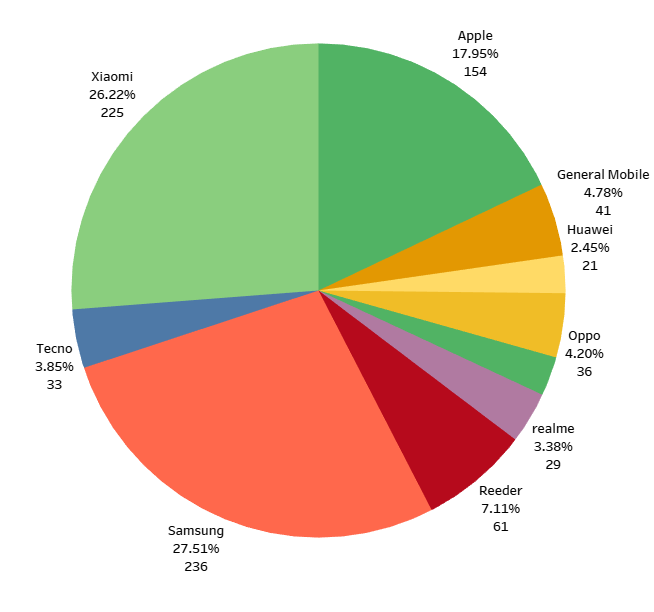 Apple
17.95%
154
General Mobile
4.78%
41
Huawei
2.45%
21
Oppo
4.20%
36
realme
3.38%
29
Reeder
7.11%
61
Samsung
27.51%
236
Tecno
3.85%
33
Xiaomi
26.22%
225